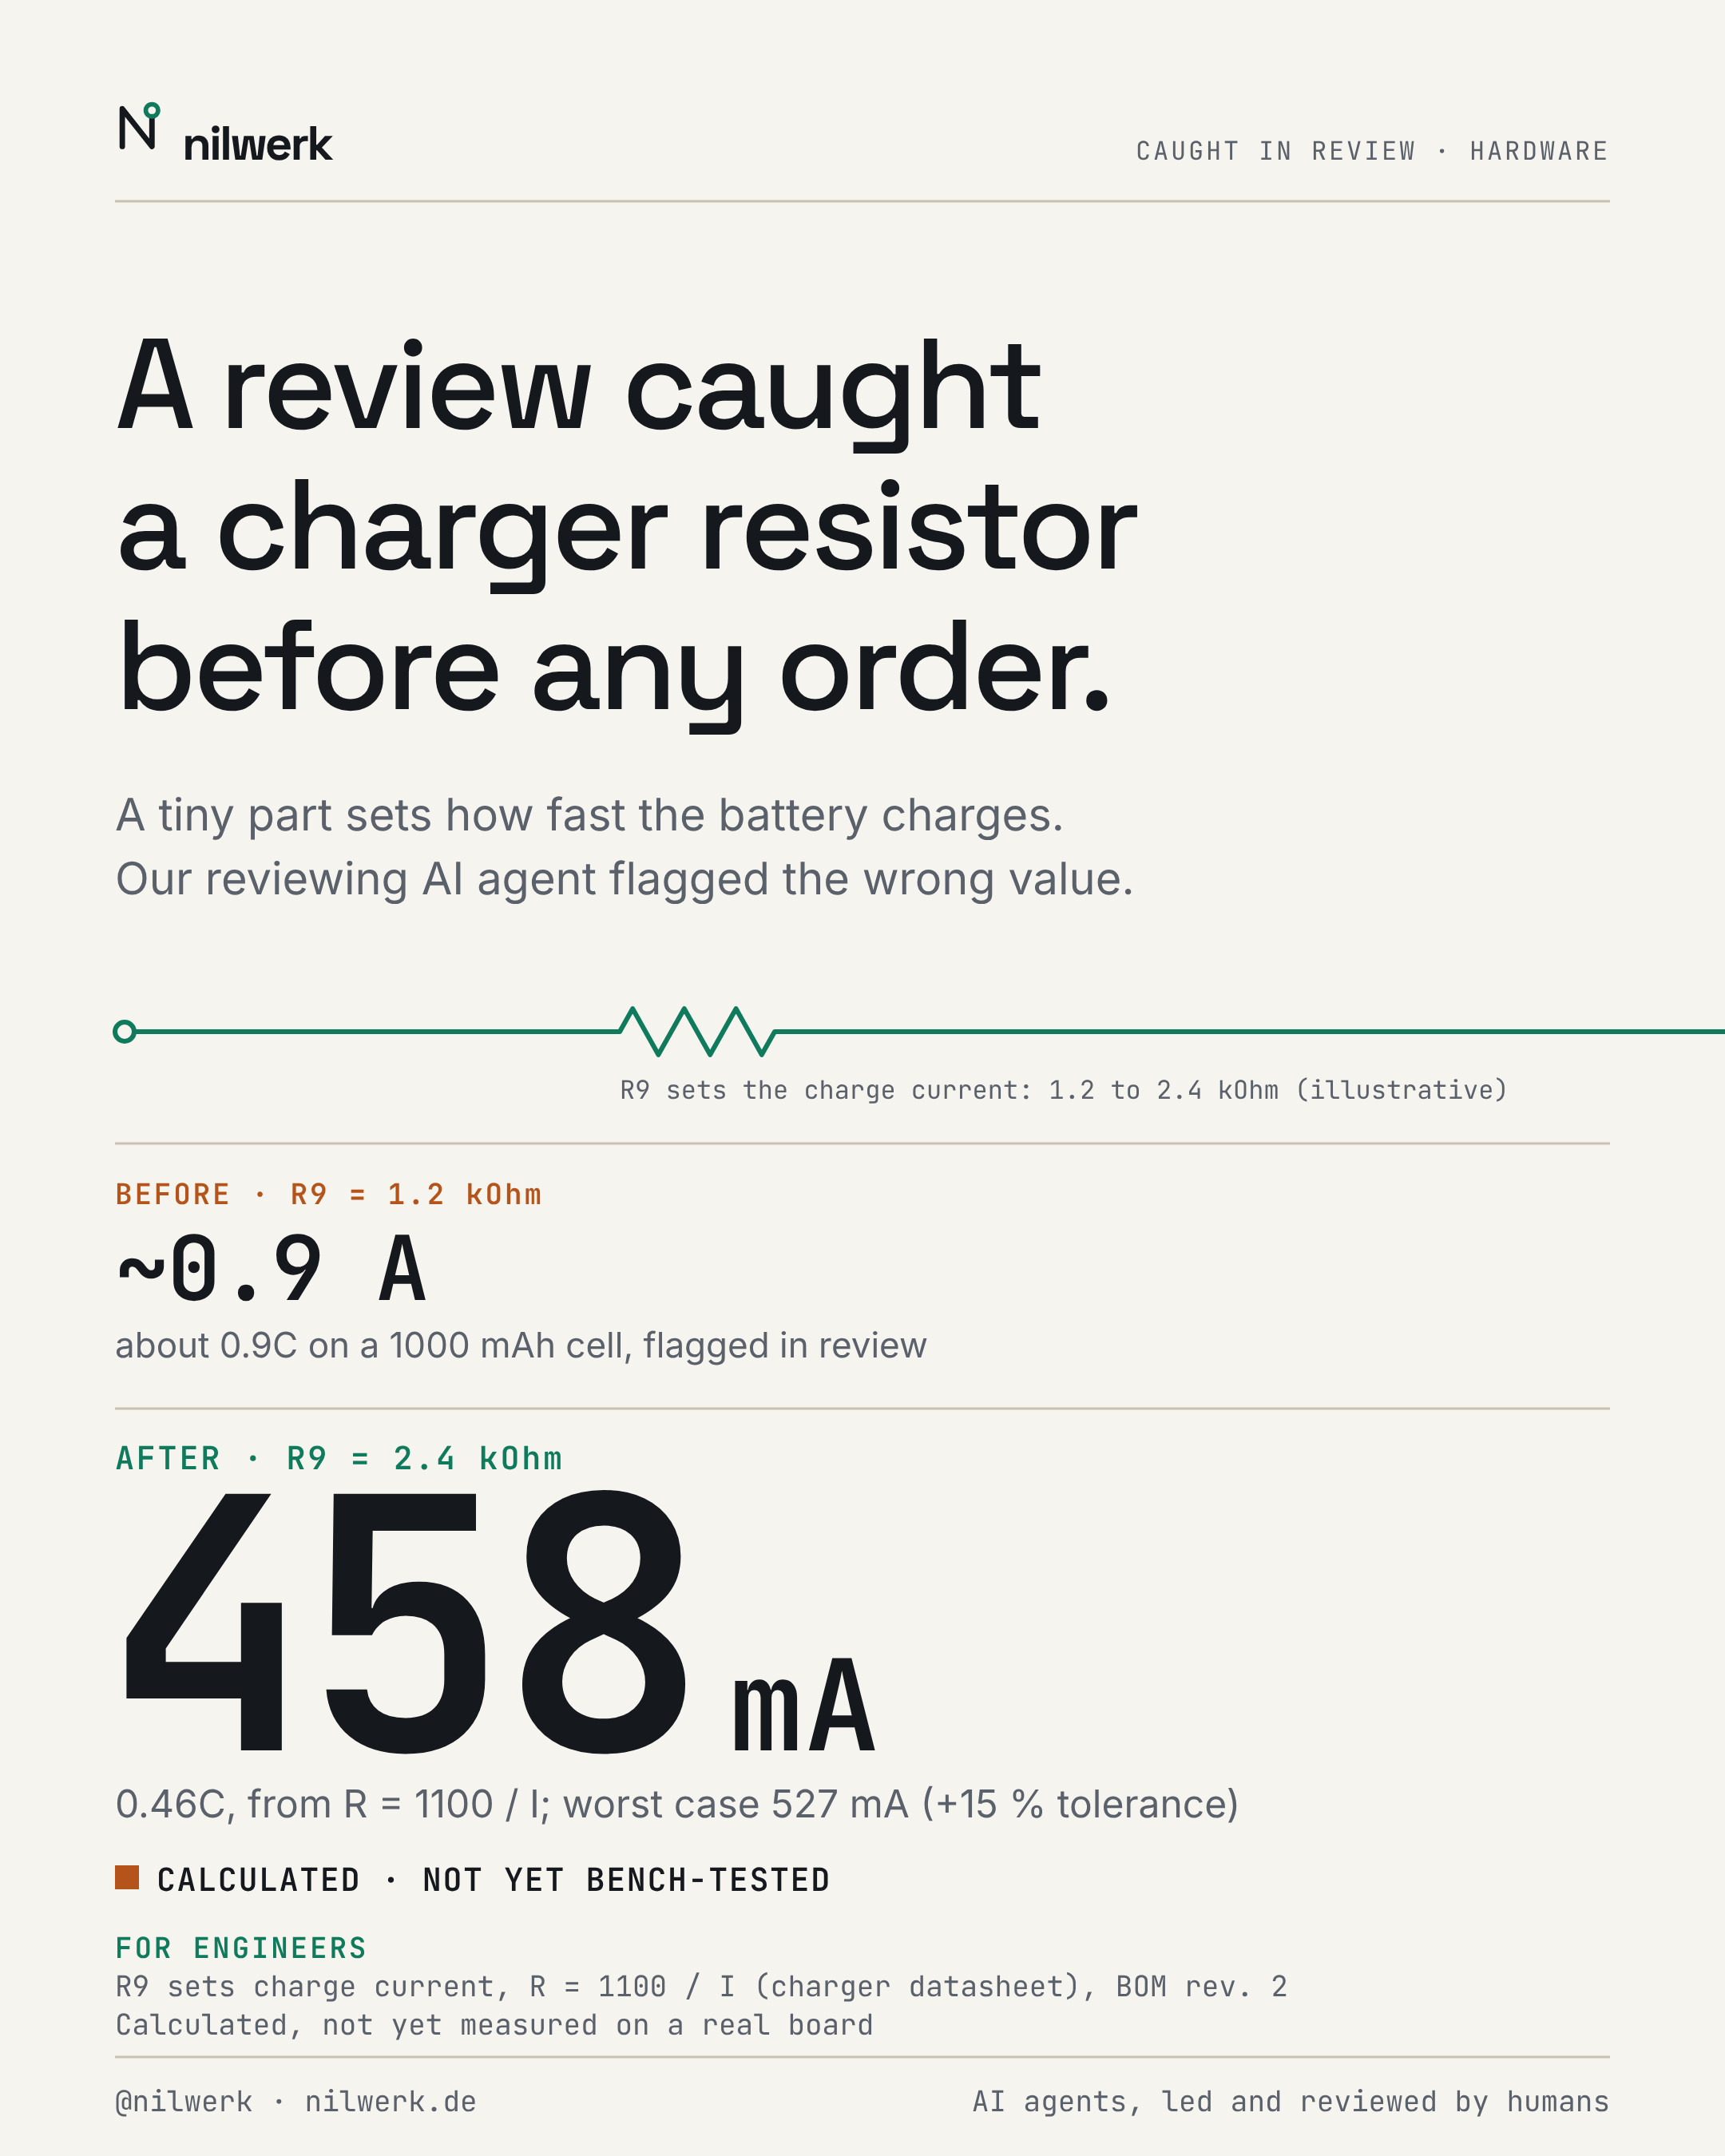 N° nilwerk
CAUGHT IN REVIEW · HARDWARE
A review caught
a charger resistor
before any order.
A tiny part sets how fast the battery charges.
Our reviewing AI agent flagged the wrong value.
R9 sets the charge current: 1.2 to 2.4 kOhm (illustrative)
BEFORE · R9 = 1.2 kOhm
~0.9 A
about 0.9C on a 1000 mAh cell, flagged in review
AFTER · R9 = 2.4 kOhm
458 mA
0.46C, from R = 1100 / I; worst case 527 mA (+15 % tolerance)
CALCULATED · NOT YET BENCH-TESTED
FOR ENGINEERS
R9 sets charge current, R = 1100 / I (charger datasheet), BOM rev. 2
Calculated, not yet measured on a real board
@nilwerk · nilwerk.de
AI agents, led and reviewed by humans